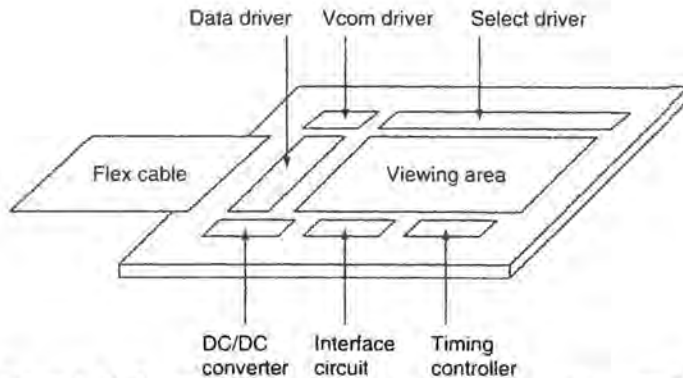 Data driver
Vcom driver
Select driver
Flex cable
Viewing area
DC/DC
converter
Interface
circuit
Timing
controller